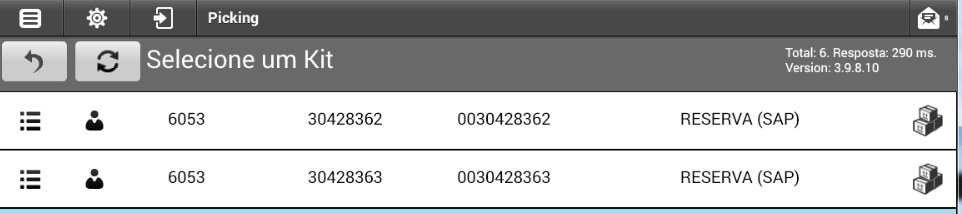 Picking
Selecione um Kit
Total: 6. Resposta: 290 ms.
Version: 3.9.8.10
6053 30428362 0030428362 RESERVA (SAP)
6053 30428363 0030428363 RESERVA (SAP)